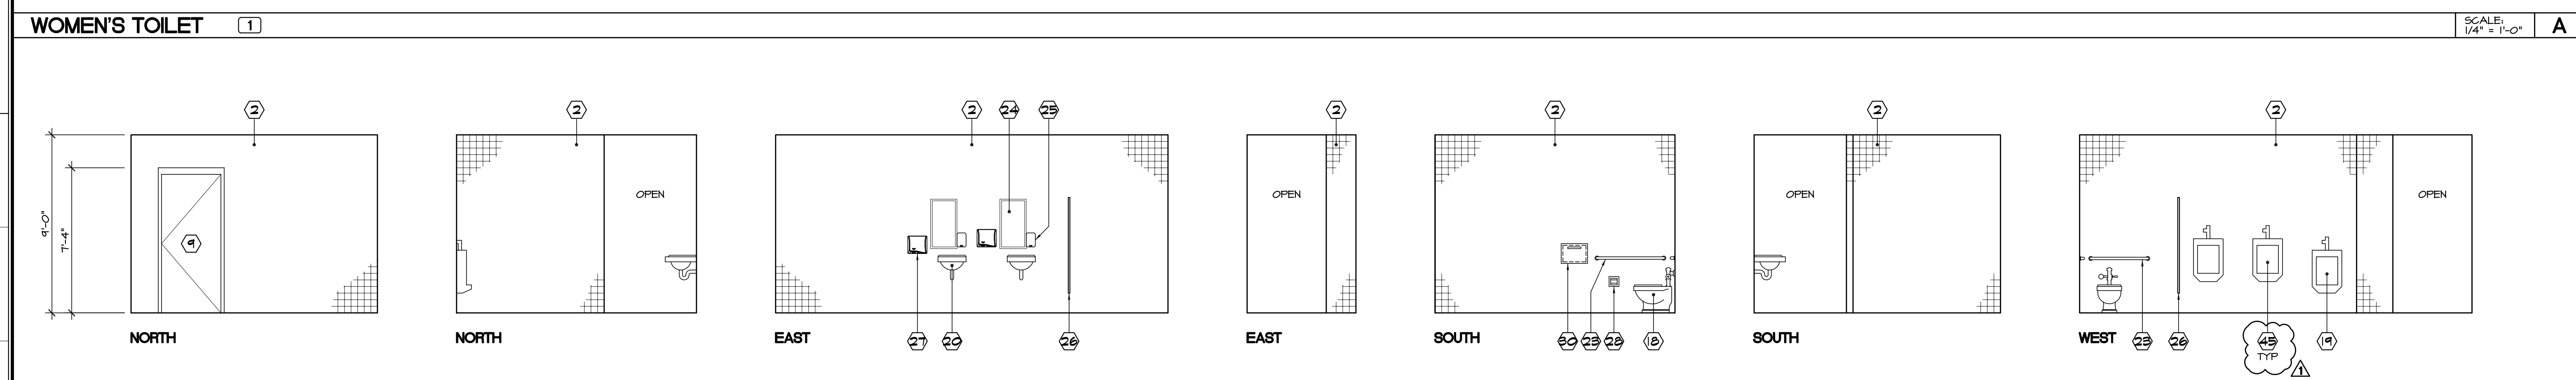 WOMEN'S TOILET 1
SCALE:
1/4" = 1'-0"
A
2 2 2 24 25 2 2 2 2
9'-0"
7'-4"
9
OPEN OPEN OPEN OPEN
NORTH NORTH EAST EAST SOUTH SOUTH WEST
27 20 26 30 23 28 18 23 26 45 19
TYP
1